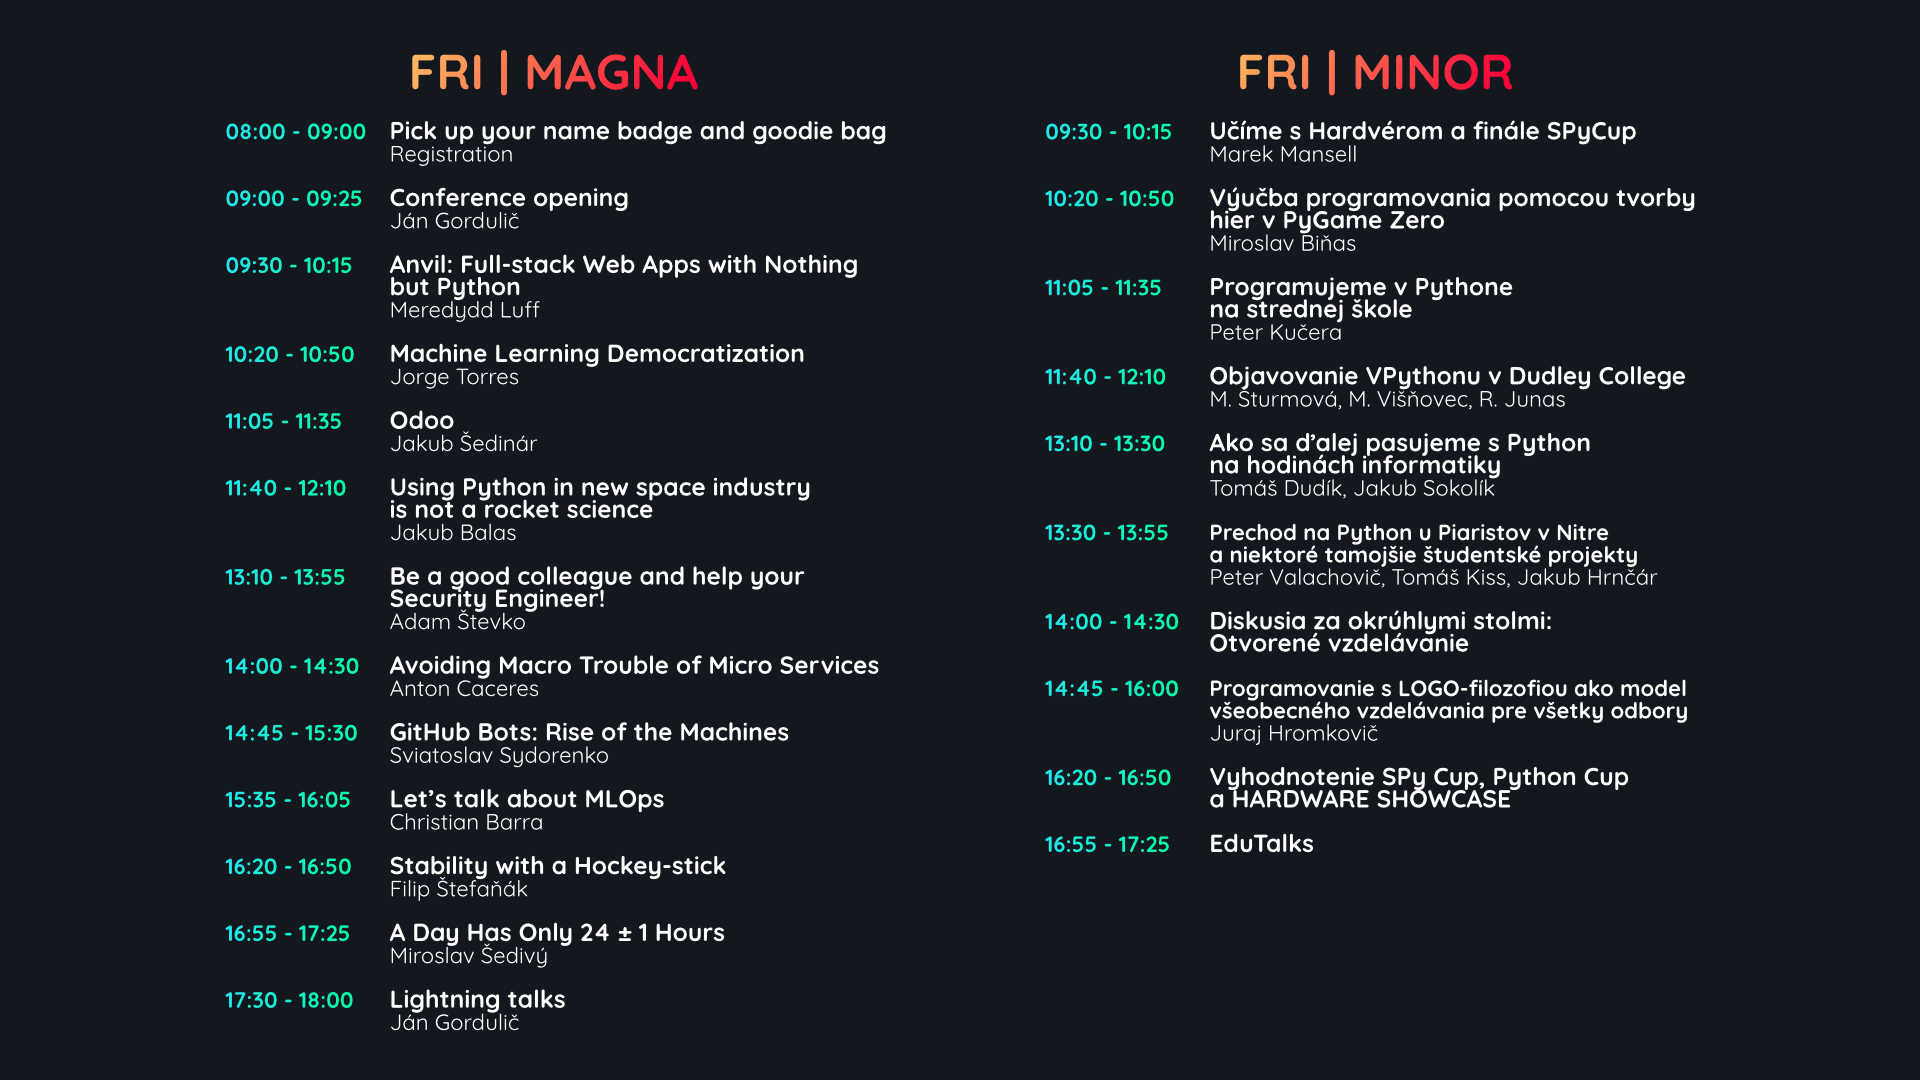 FRI | MAGNA
08:00 - 09:00 Pick up your name badge and goodie bag
Registration
09:00 - 09:25 Conference opening
Ján Gordulič
09:30 - 10:15 Anvil: Full-stack Web Apps with Nothing
but Python
Meredydd Luff
10:20 - 10:50 Machine Learning Democratization
Jorge Torres
11:05 - 11:35 Odoo
Jakub Šedinár
11:40 - 12:10 Using Python in new space industry
is not a rocket science
Jakub Balas
13:10 - 13:55 Be a good colleague and help your
Security Engineer!
Adam Števko
14:00 - 14:30 Avoiding Macro Trouble of Micro Services
Anton Caceres
14:45 - 15:30 GitHub Bots: Rise of the Machines
Sviatoslav Sydorenko
15:35 - 16:05 Let’s talk about MLOps
Christian Barra
16:20 - 16:50 Stability with a Hockey-stick
Filip Štefaňák
16:55 - 17:25 A Day Has Only 24 ± 1 Hours
Miroslav Šedivý
17:30 - 18:00 Lightning talks
Ján Gordulič
FRI | MINOR
09:30 - 10:15 Učíme s Hardvérom a finále SPyCup
Marek Mansell
10:20 - 10:50 Výučba programovania pomocou tvorby
hier v PyGame Zero
Miroslav Biňas
11:05 - 11:35 Programujeme v Pythone
na strednej škole
Peter Kučera
11:40 - 12:10 Objavovanie VPythonu v Dudley College
M. Šturmová, M. Višňovec, R. Junas
13:10 - 13:30 Ako sa ďalej pasujeme s Python
na hodinách informatiky
Tomáš Dudík, Jakub Sokolík
13:30 - 13:55 Prechod na Python u Piaristov v Nitre
a niektoré tamojšie študentské projekty
Peter Valachovič, Tomáš Kiss, Jakub Hrnčár
14:00 - 14:30 Diskusia za okrúhlymi stolmi:
Otvorené vzdelávanie
14:45 - 16:00 Programovanie s LOGO-filozofiou ako model
všeobecného vzdelávania pre všetky odbory
Juraj Hromkovič
16:20 - 16:50 Vyhodnotenie SPy Cup, Python Cup
a HARDWARE SHOWCASE
16:55 - 17:25 EduTalks